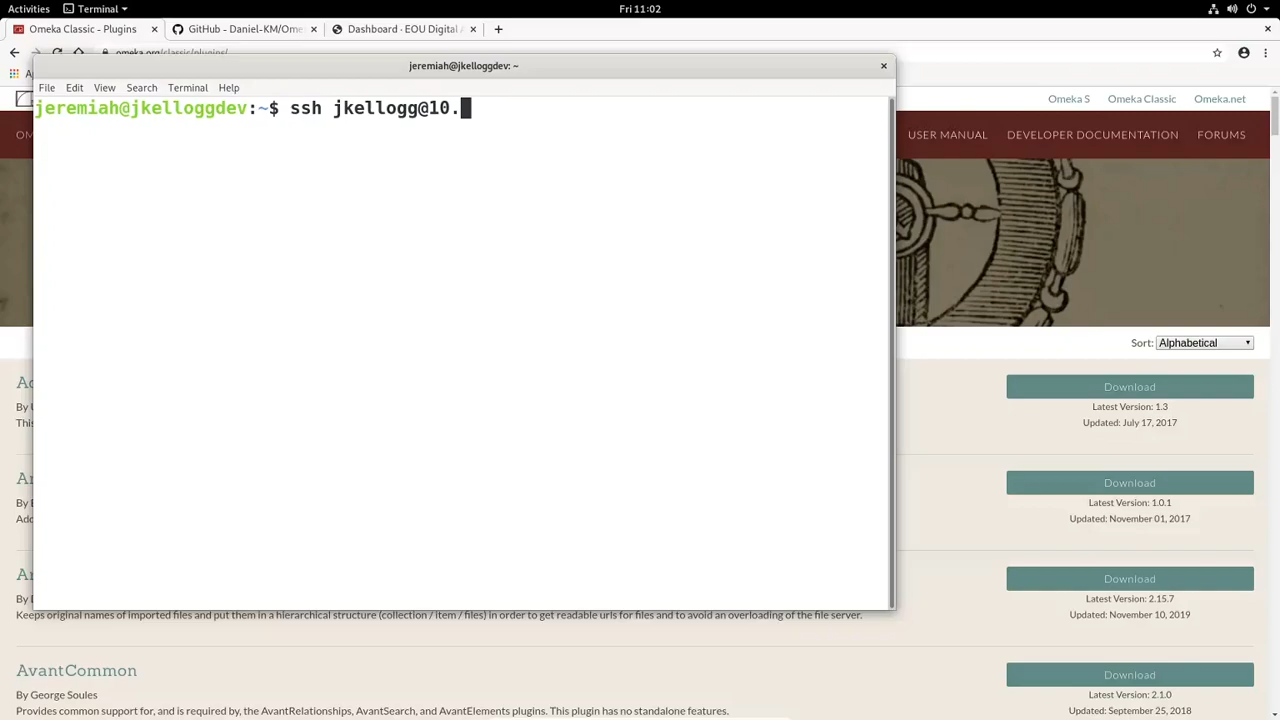 Activities Terminal Fri 11:02
Omeka Classic - Plugins × GitHub - Daniel-KM/Ome × Dashboard - EOU Digital A × +
omeka.org/classic/plugins/
jeremiah@jkelloggdev: ~
File Edit View Search Terminal Help
jeremiah@jkelloggdev:~$ ssh jkellogg@10.
Omeka S Omeka Classic Omeka.net
USER MANUAL DEVELOPER DOCUMENTATION FORUMS
Sort: Alphabetical
Download
Latest Version: 1.3
Updated: July 17, 2017
Download
Latest Version: 1.0.1
Updated: November 01, 2017
Download
Latest Version: 2.15.7
Updated: November 10, 2019
Keeps original names of imported files and put them in a hierarchical structure (collection / item / files) in order to get readable urls for files and to avoid an overloading of the file server.
AvantCommon
By George Soules
Provides common support for, and is required by, the AvantRelationships, AvantSearch, and AvantElements plugins. This plugin has no standalone features.
Download
Latest Version: 2.1.0
Updated: September 25, 2018